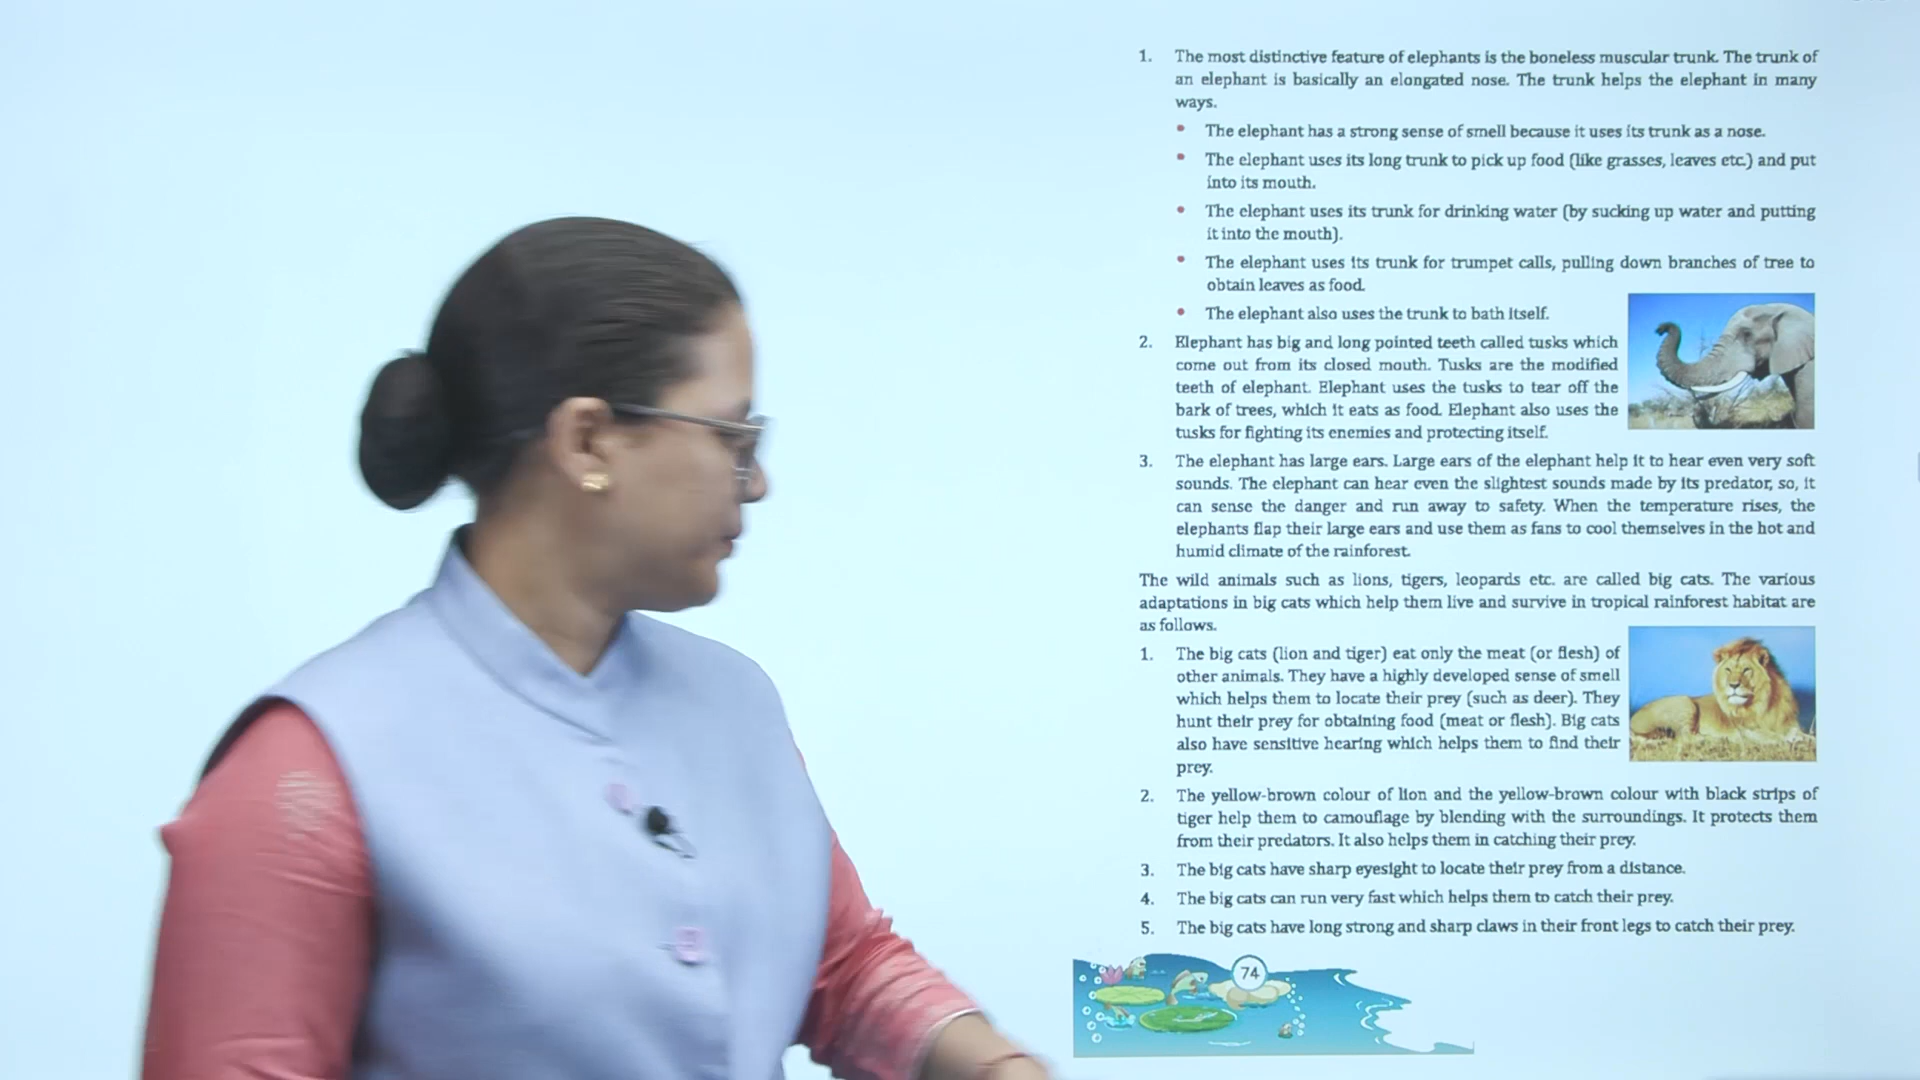 1. The most distinctive feature of elephants is the boneless muscular trunk. The trunk of
an elephant is basically an elongated nose. The trunk helps the elephant in many
ways.
• The elephant has a strong sense of smell because it uses its trunk as a nose.
• The elephant uses its long trunk to pick up food (like grasses, leaves etc.) and put
into its mouth.
• The elephant uses its trunk for drinking water (by sucking up water and putting
it into the mouth).
• The elephant uses its trunk for trumpet calls, pulling down branches of tree to
obtain leaves as food.
• The elephant also uses the trunk to bath itself.
2. Elephant has big and long pointed teeth called tusks which
come out from its closed mouth. Tusks are the modified
teeth of elephant. Elephant uses the tusks to tear off the
bark of trees, which it eats as food. Elephant also uses the
tusks for fighting its enemies and protecting itself.
3. The elephant has large ears. Large ears of the elephant help it to hear even very soft
sounds. The elephant can hear even the slightest sounds made by its predator, so, it
can sense the danger and run away to safety. When the temperature rises, the
elephants flap their large ears and use them as fans to cool themselves in the hot and
humid climate of the rainforest.
The wild animals such as lions, tigers, leopards etc. are called big cats. The various
adaptations in big cats which help them live and survive in tropical rainforest habitat are
as follows.
1. The big cats (lion and tiger) eat only the meat (or flesh) of
other animals. They have a highly developed sense of smell
which helps them to locate their prey (such as deer). They
hunt their prey for obtaining food (meat or flesh). Big cats
also have sensitive hearing which helps them to find their
prey.
2. The yellow-brown colour of lion and the yellow-brown colour with black strips of
tiger help them to camouflage by blending with the surroundings. It protects them
from their predators. It also helps them in catching their prey.
3. The big cats have sharp eyesight to locate their prey from a distance.
4. The big cats can run very fast which helps them to catch their prey.
5. The big cats have long strong and sharp claws in their front legs to catch their prey.
74